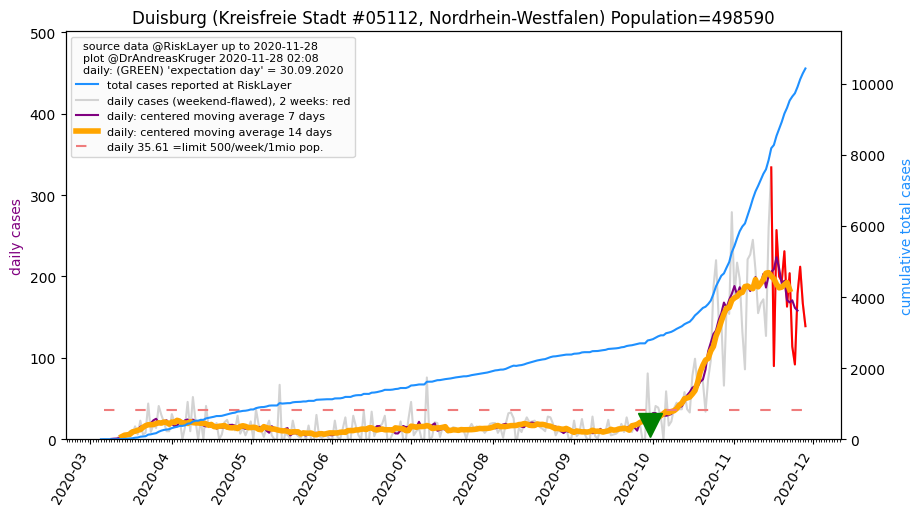 Duisburg (Kreisfreie Stadt #05112, Nordrhein-Westfalen) Population=498590
source data @RiskLayer up to 2020-11-28
plot @DrAndreasKruger 2020-11-28 02:08
daily: (GREEN) 'expectation day' = 30.09.2020
total cases reported at RiskLayer
daily cases (weekend-flawed), 2 weeks: red
daily: centered moving average 7 days
daily: centered moving average 14 days
daily 35.61 =limit 500/week/1mio pop.
daily cases
500
400
300
200
100
0
cumulative total cases
10000
8000
6000
4000
2000
0
2020-03
2020-04
2020-05
2020-06
2020-07
2020-08
2020-09
2020-10
2020-11
2020-12